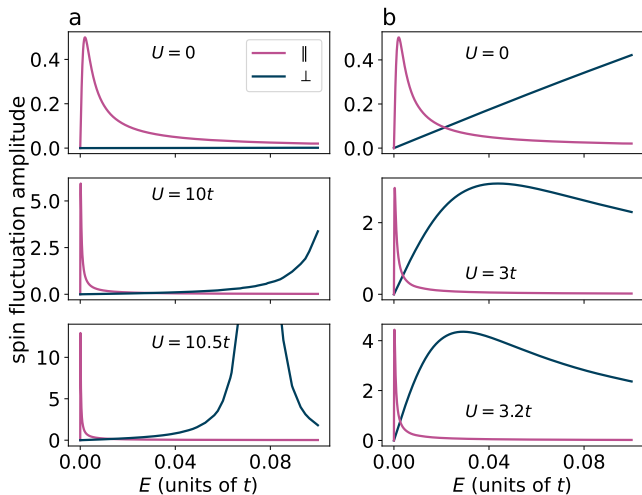 a
b
spin fluctuation amplitude
0.4
0.2
0.0
U = 0
∥
⊥
0.4
0.2
0.0
U = 0
5.0
2.5
0.0
U = 10t
2
0
U = 3t
10
5
0
U = 10.5t
4
2
0
U = 3.2t
0.00 0.04 0.08
0.00 0.04 0.08
E (units of t)
E (units of t)